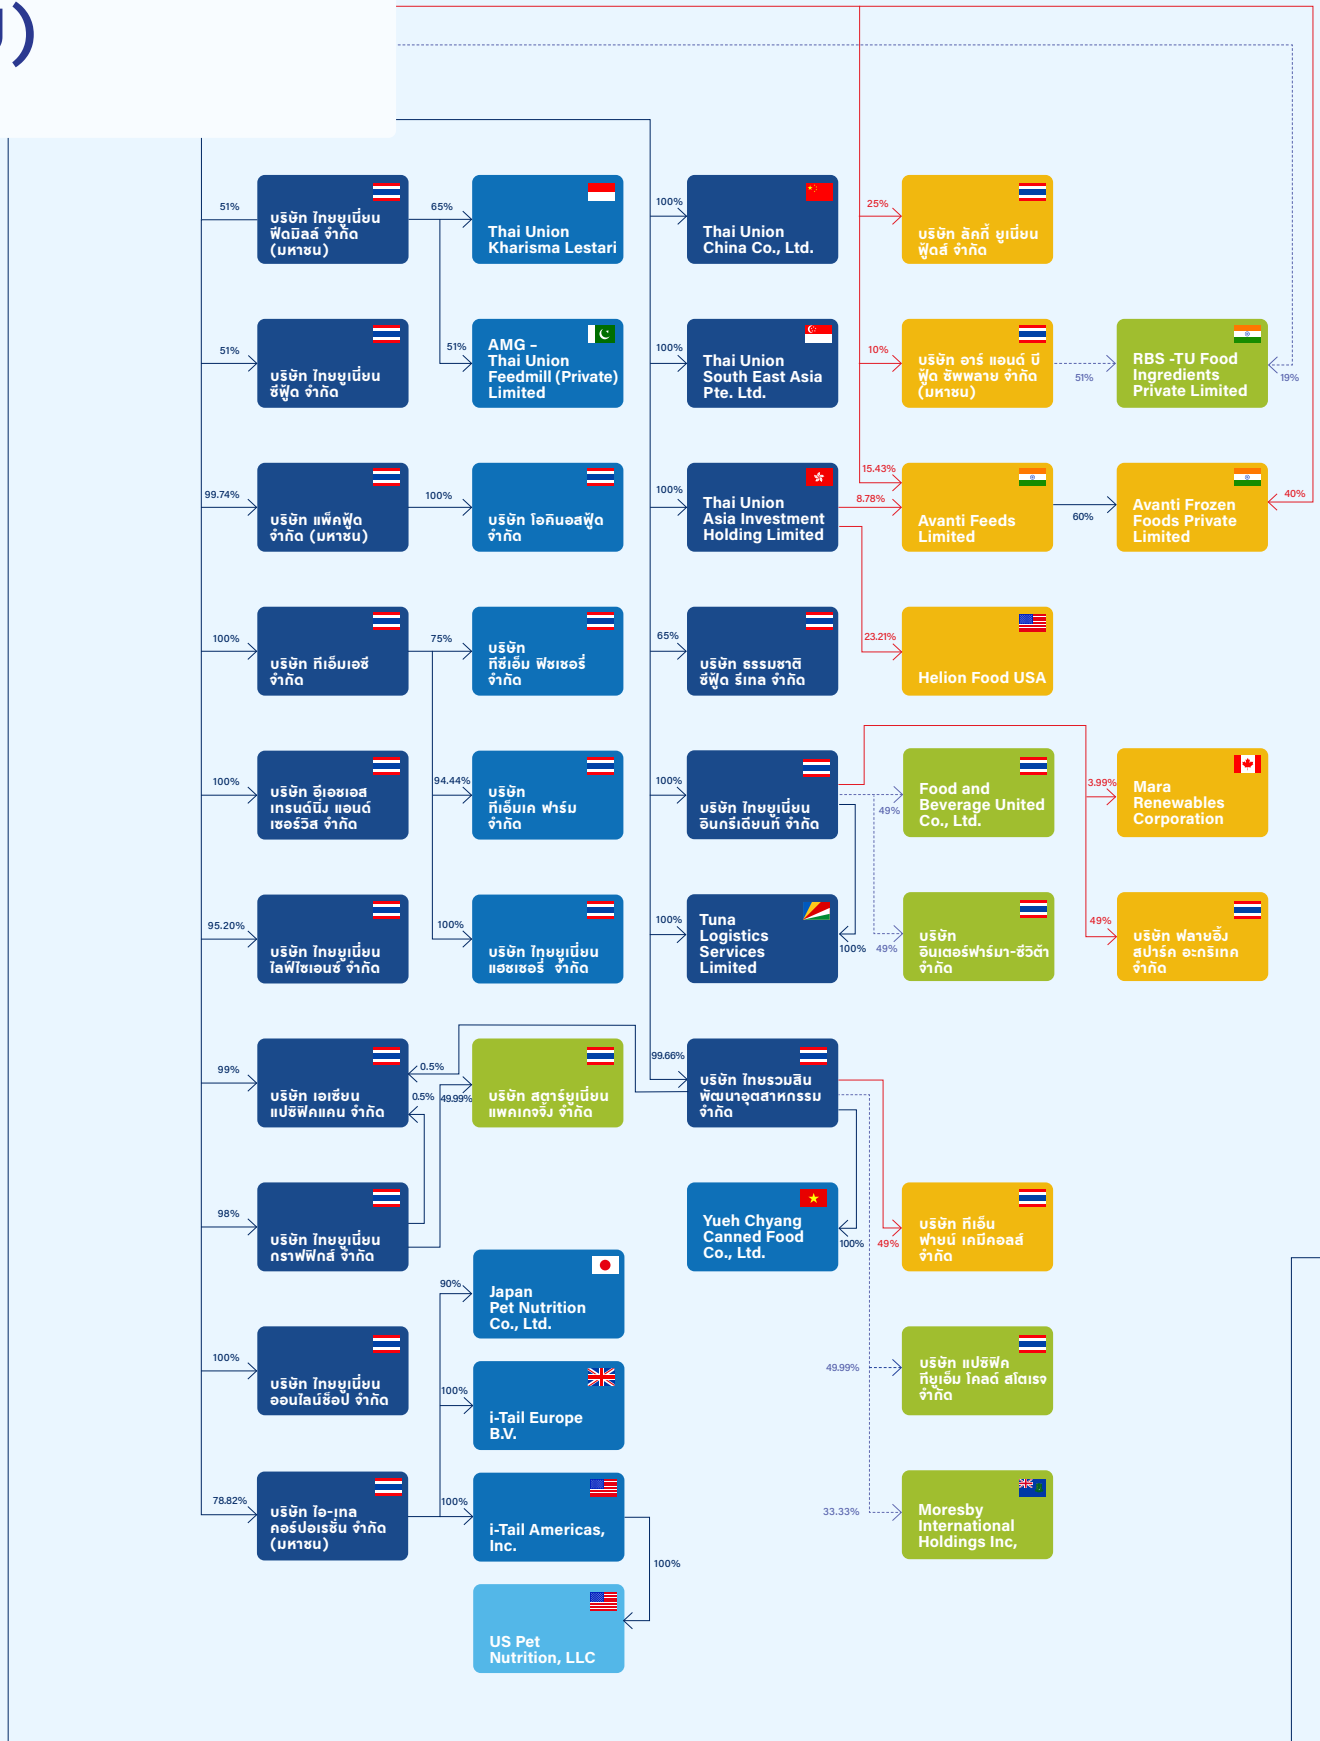 51%
บริษัท ไทยยูเนี่ยน
ฟีดมิลล์ จำกัด
(มหาชน)
65%
Thai Union
Kharisma Lestari
100%
Thai Union
China Co., Ltd.
25%
บริษัท ลัคกี้ ยูเนี่ยน
ฟู้ดส์ จำกัด
51%
บริษัท ไทยยูเนี่ยน
ซีฟู้ด จำกัด
51%
AMG –
Thai Union
Feedmill (Private)
Limited
100%
Thai Union
South East Asia
Pte. Ltd.
10%
บริษัท อาร์ แอนด์ บี
ฟู้ด ซัพพลาย จำกัด
(มหาชน)
51%
RBS -TU Food
Ingredients
Private Limited
19%
99.74%
บริษัท แพ็คฟู้ด
จำกัด (มหาชน)
100%
บริษัท โอคินอสฟู้ด
จำกัด
100%
Thai Union
Asia Investment
Holding Limited
15.43%
8.78%
Avanti Feeds
Limited
60%
Avanti Frozen
Foods Private
Limited
40%
100%
บริษัท ทีเอ็มเอซี
จำกัด
75%
บริษัท
ทีซีเอ็ม ฟิชเชอรี่
จำกัด
65%
บริษัท ธรรมชาติ
ซีฟู้ด รีเทล จำกัด
23.21%
Helion Food USA
100%
บริษัท อีเอชเอส
เทรนด์นิ่ง แอนด์
เซอร์วิส จำกัด
94.44%
บริษัท
ทีเอ็มเค ฟาร์ม
จำกัด
100%
บริษัท ไทยยูเนี่ยน
อินกรีเดียนท์ จำกัด
49%
Food and
Beverage United
Co., Ltd.
3.99%
Mara
Renewables
Corporation
95.20%
บริษัท ไทยยูเนี่ยน
ไลฟ์ไซเอนซ์ จำกัด
100%
บริษัท ไทยยูเนี่ยน
แฮชเชอรี่ จำกัด
100%
Tuna
Logistics
Services
Limited
100%
49%
บริษัท
อินเตอร์ฟาร์มา-ซีวิต้า
จำกัด
49%
บริษัท ฟลายอิ้ง
สปาร์ค อะกริเทค
จำกัด
99%
บริษัท เอเชียน
แปซิฟิคแคน จำกัด
0.5%
0.5%
49.99%
บริษัท สตาร์ยูเนี่ยน
แพคเกจจิ้ง จำกัด
99.66%
บริษัท ไทยรวมสิน
พัฒนาอุตสาหกรรม
จำกัด
98%
บริษัท ไทยยูเนี่ยน
กราฟฟิกส์ จำกัด
Yueh Chyang
Canned Food
Co., Ltd.
100%
49%
บริษัท ทีเอ็น
ฟายน์ เคมีคอลส์
จำกัด
90%
Japan
Pet Nutrition
Co., Ltd.
100%
บริษัท ไทยยูเนี่ยน
ออนไลน์ช็อป จำกัด
100%
i-Tail Europe
B.V.
49.99%
บริษัท แปซิฟิค
ทียูเอ็ม โคลด์ สโตเรจ
จำกัด
78.82%
บริษัท ไอ-เทล
คอร์ปอเรชั่น จำกัด
(มหาชน)
100%
i-Tail Americas,
Inc.
33.33%
Moresby
International
Holdings Inc,
100%
US Pet
Nutrition, LLC